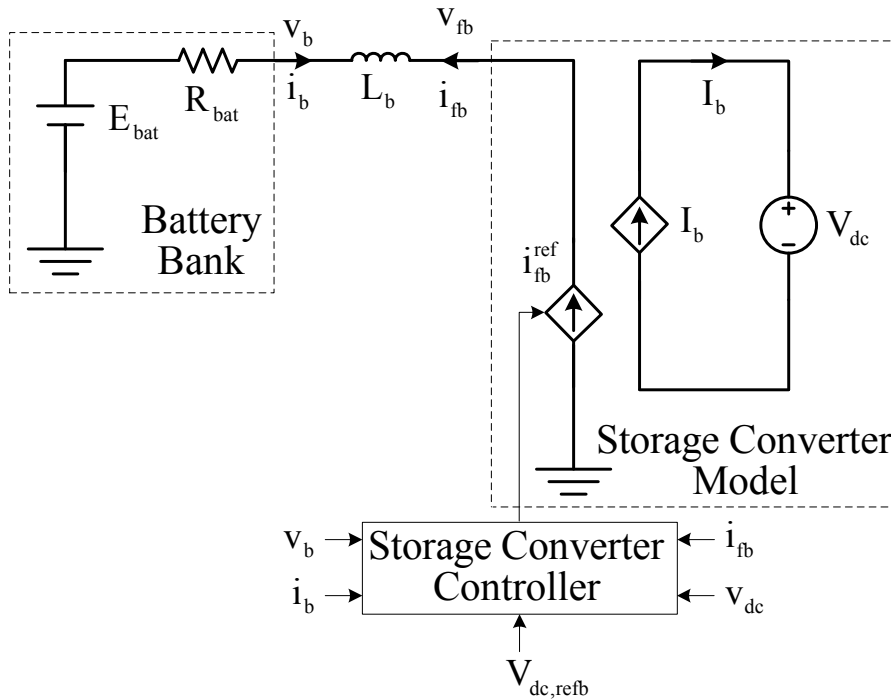 v_b
v_fb
i_b
L_b
i_fb
R_bat
E_bat
Battery
Bank
I_b
I_b
+
−
V_dc
i_fb^ref
Storage Converter
Model
v_b
i_b
Storage Converter
Controller
i_fb
v_dc
V_dc,refb